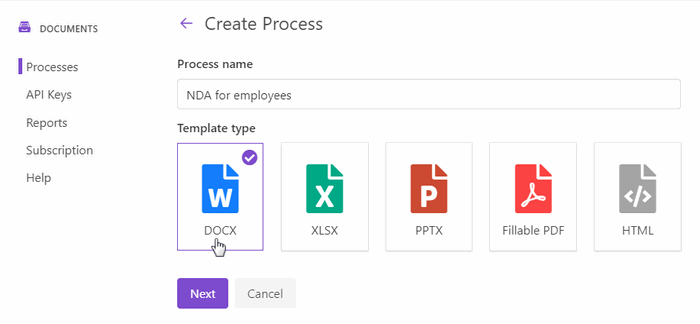 DOCUMENTS
Processes
API Keys
Reports
Subscription
Help
Create Process
Process name
NDA for employees
Template type
W
DOCX
X
XLSX
P
PPTX
Fillable PDF
</>
HTML
Next
Cancel